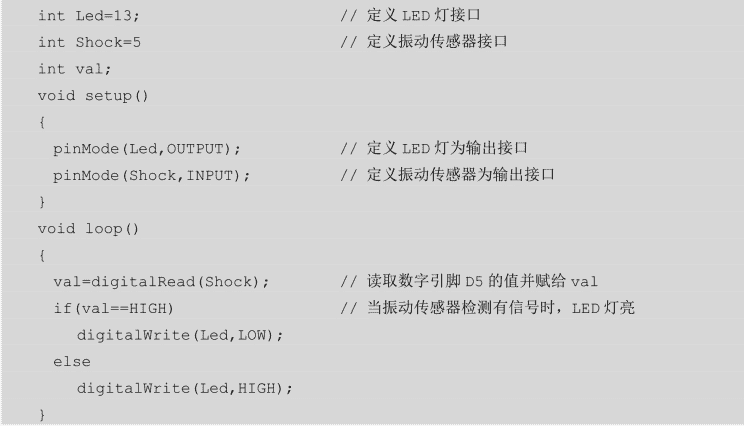 int Led=13; // 定义 LED 灯接口
int Shock=5 // 定义振动传感器接口
int val;
void setup()
{
pinMode(Led,OUTPUT); // 定义 LED 灯为输出接口
pinMode(Shock,INPUT); // 定义振动传感器为输出接口
}
void loop()
{
val=digitalRead(Shock); // 读取数字引脚 D5 的值并赋给 val
if(val==HIGH) // 当振动传感器检测有信号时，LED 灯亮
digitalWrite(Led,LOW);
else
digitalWrite(Led,HIGH);
}